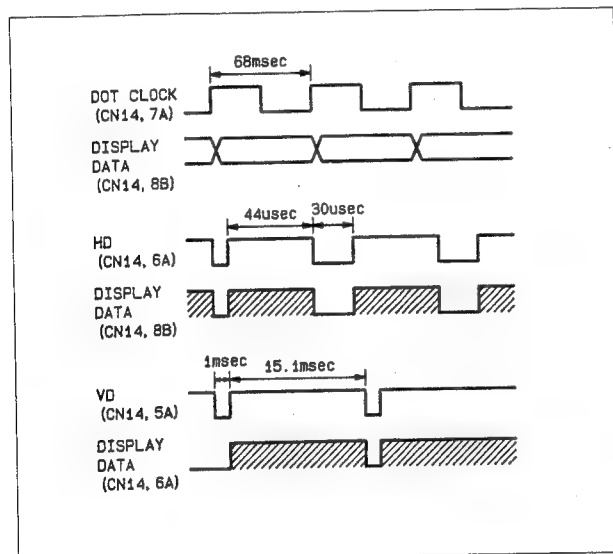 68msec
DOT CLOCK
(CN14, 7A)
DISPLAY
DATA
(CN14, 8B)
44usec 30usec
HD
(CN14, 6A)
DISPLAY
DATA
(CN14, 8B)
1msec 15.1msec
VD
(CN14, 5A)
DISPLAY
DATA
(CN14, 6A)